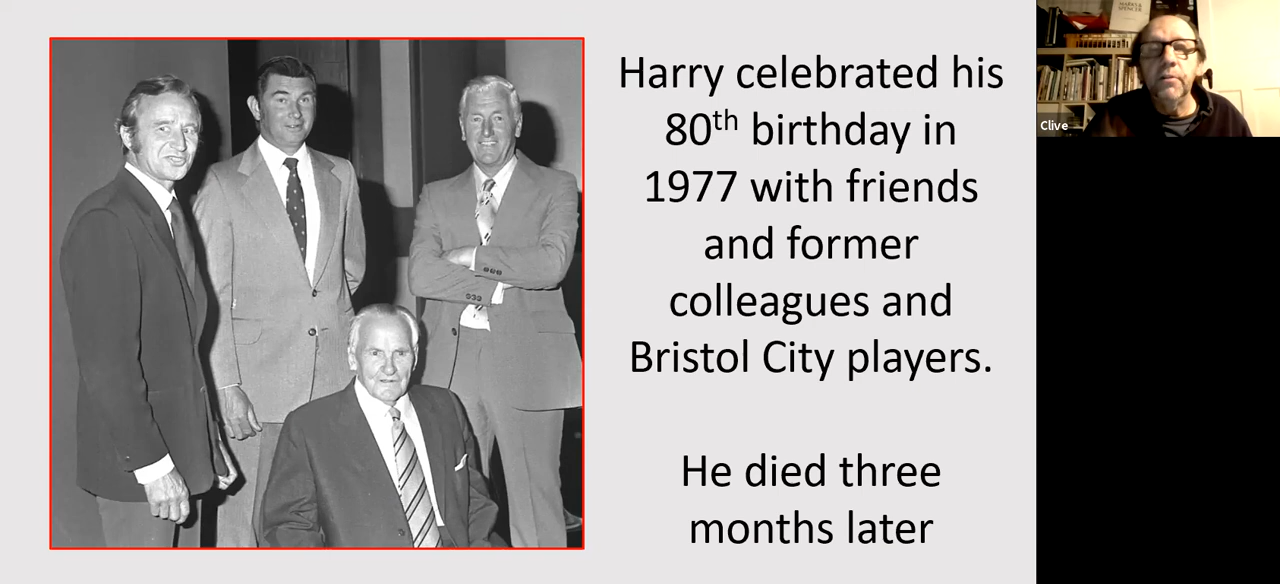 Harry celebrated his
80th birthday in
1977 with friends
and former
colleagues and
Bristol City players.
He died three
months later
Clive